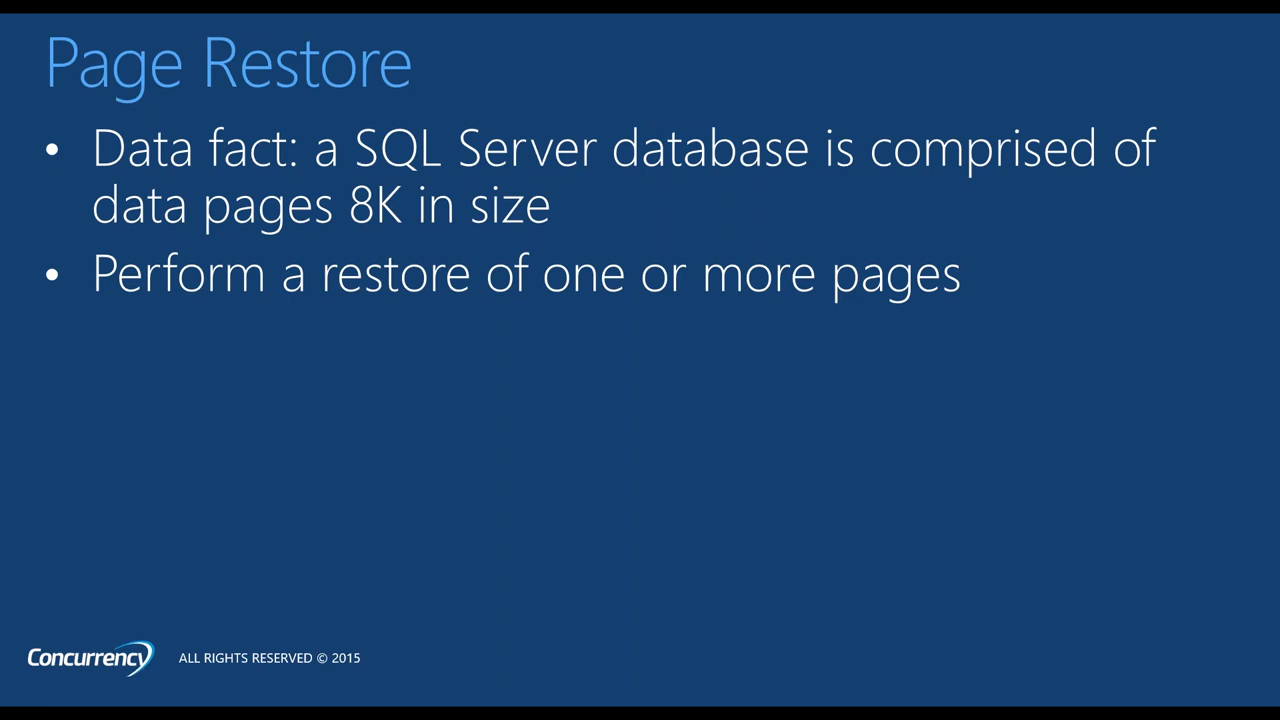 Page Restore
• Data fact: a SQL Server database is comprised of
data pages 8K in size
• Perform a restore of one or more pages
Concurrency ALL RIGHTS RESERVED © 2015